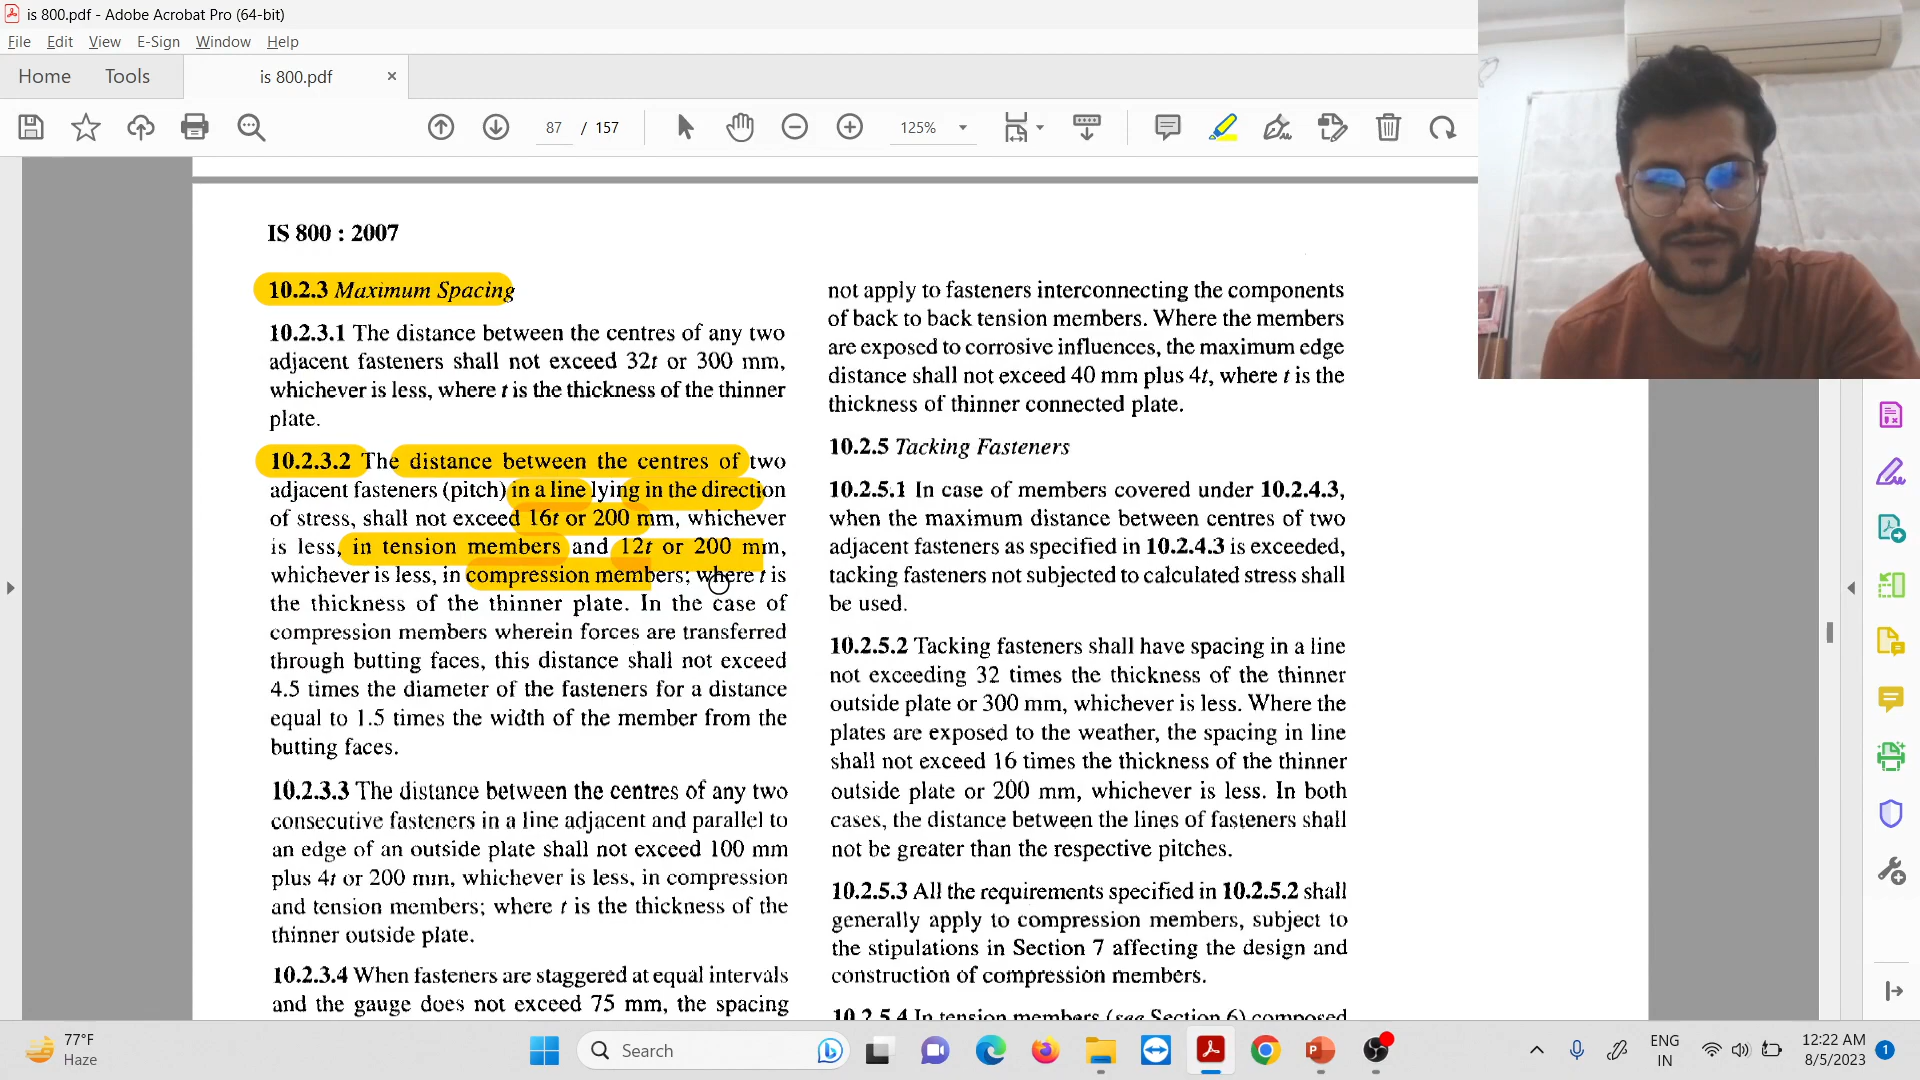 is 800.pdf - Adobe Acrobat Pro (64-bit)
File Edit View E-Sign Window Help
Home Tools is 800.pdf ×
87 / 157 125%
IS 800 : 2007
10.2.3 Maximum Spacing
10.2.3.1 The distance between the centres of any two
adjacent fasteners shall not exceed 32t or 300 mm,
whichever is less, where t is the thickness of the thinner
plate.
10.2.3.2 The distance between the centres of two
adjacent fasteners (pitch) in a line lying in the direction
of stress, shall not exceed 16t or 200 mm, whichever
is less, in tension members and 12t or 200 mm,
whichever is less, in compression members; where t is
the thickness of the thinner plate. In the case of
compression members wherein forces are transferred
through butting faces, this distance shall not exceed
4.5 times the diameter of the fasteners for a distance
equal to 1.5 times the width of the member from the
butting faces.
10.2.3.3 The distance between the centres of any two
consecutive fasteners in a line adjacent and parallel to
an edge of an outside plate shall not exceed 100 mm
plus 4t or 200 mm, whichever is less, in compression
and tension members; where t is the thickness of the
thinner outside plate.
10.2.3.4 When fasteners are staggered at equal intervals
and the gauge does not exceed 75 mm, the spacing
not apply to fasteners interconnecting the components
of back to back tension members. Where the members
are exposed to corrosive influences, the maximum edge
distance shall not exceed 40 mm plus 4t, where t is the
thickness of thinner connected plate.
10.2.5 Tacking Fasteners
10.2.5.1 In case of members covered under 10.2.4.3,
when the maximum distance between centres of two
adjacent fasteners as specified in 10.2.4.3 is exceeded,
tacking fasteners not subjected to calculated stress shall
be used.
10.2.5.2 Tacking fasteners shall have spacing in a line
not exceeding 32 times the thickness of the thinner
outside plate or 300 mm, whichever is less. Where the
plates are exposed to the weather, the spacing in line
shall not exceed 16 times the thickness of the thinner
outside plate or 200 mm, whichever is less. In both
cases, the distance between the lines of fasteners shall
not be greater than the respective pitches.
10.2.5.3 All the requirements specified in 10.2.5.2 shall
generally apply to compression members, subject to
the stipulations in Section 7 affecting the design and
construction of compression members.
10.2.5.4 In tension members (see Section 6) composed
77°F
Haze
Search
ENG
IN
12:22 AM
8/5/2023
1